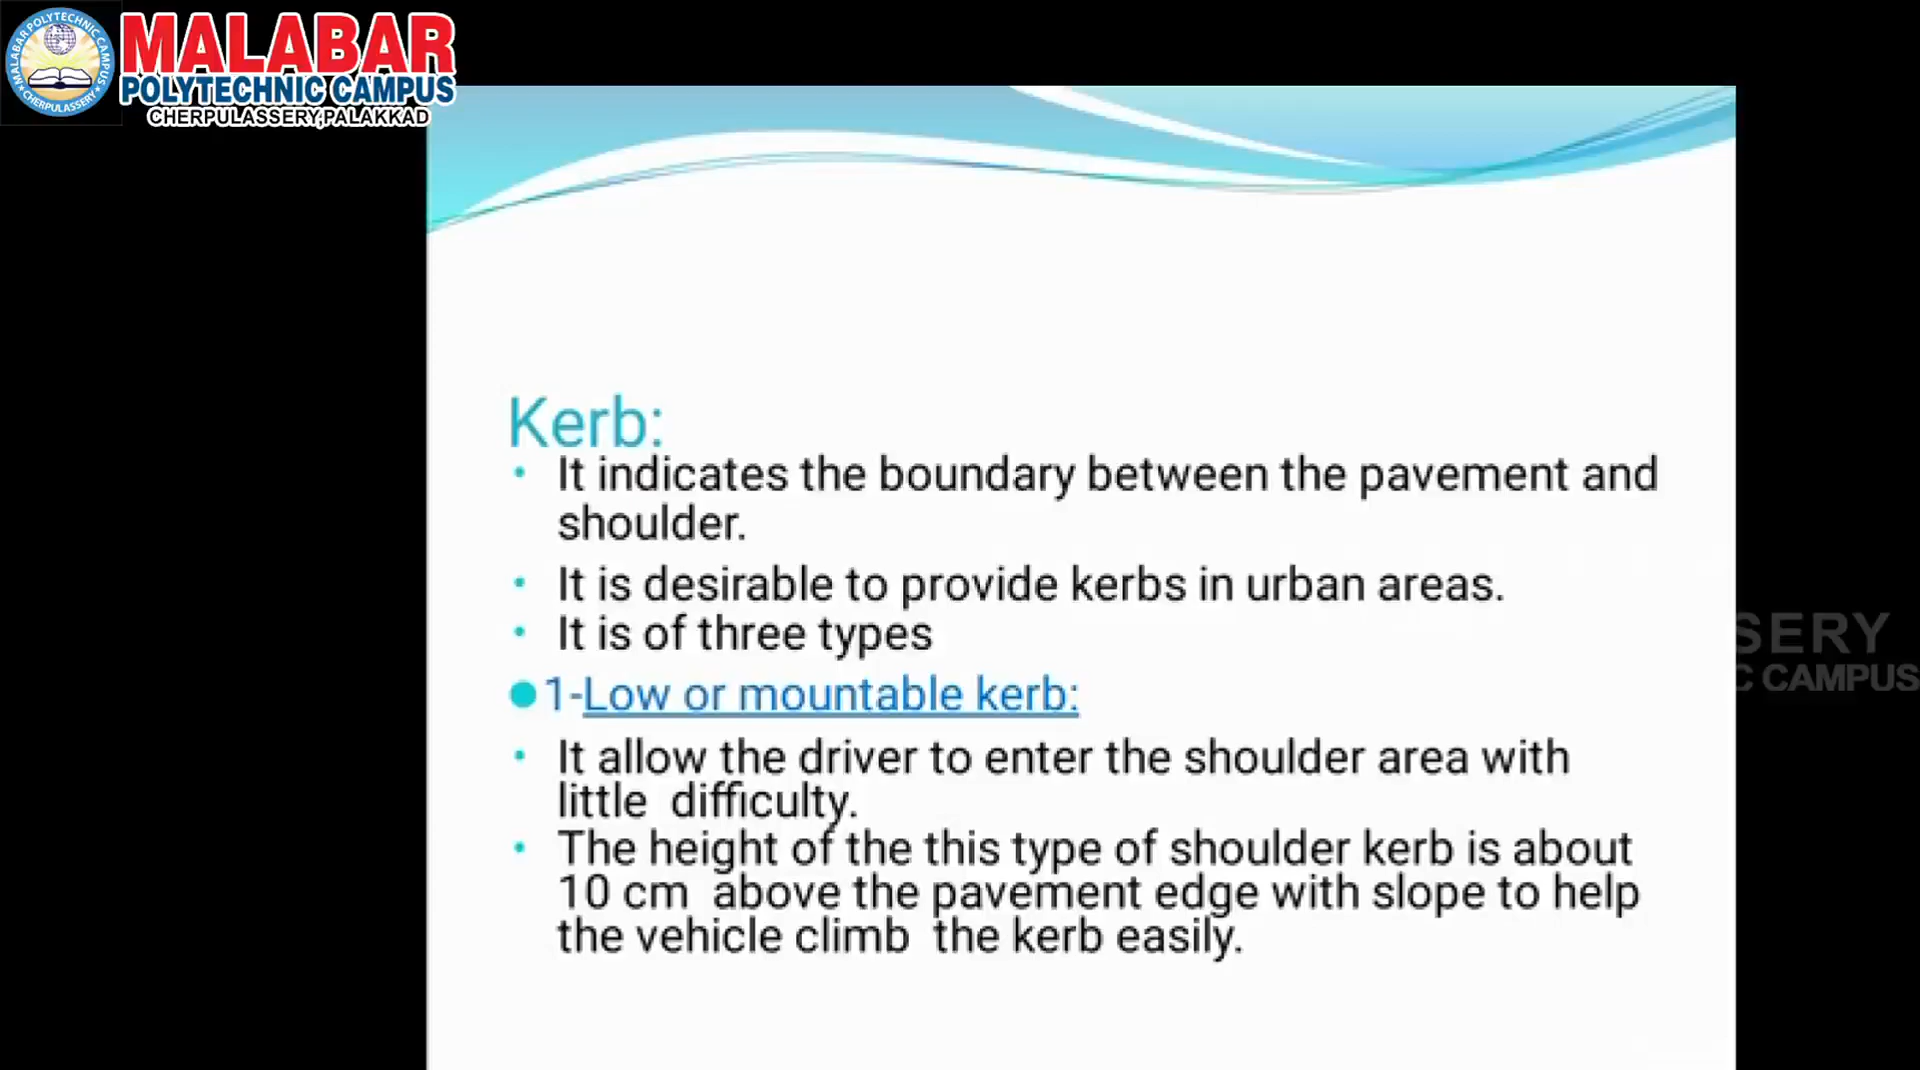 MALABAR
POLYTECHNIC CAMPUS
CHERPULASSERY,PALAKKAD
MALABAR POLYTECHNIC CAMPUS
CHERPULASSERY
Kerb:
• It indicates the boundary between the pavement and
shoulder.
• It is desirable to provide kerbs in urban areas.
• It is of three types
● 1-Low or mountable kerb:
• It allow the driver to enter the shoulder area with
little difficulty.
• The height of the this type of shoulder kerb is about
10 cm above the pavement edge with slope to help
the vehicle climb the kerb easily.
SERY
C CAMPUS